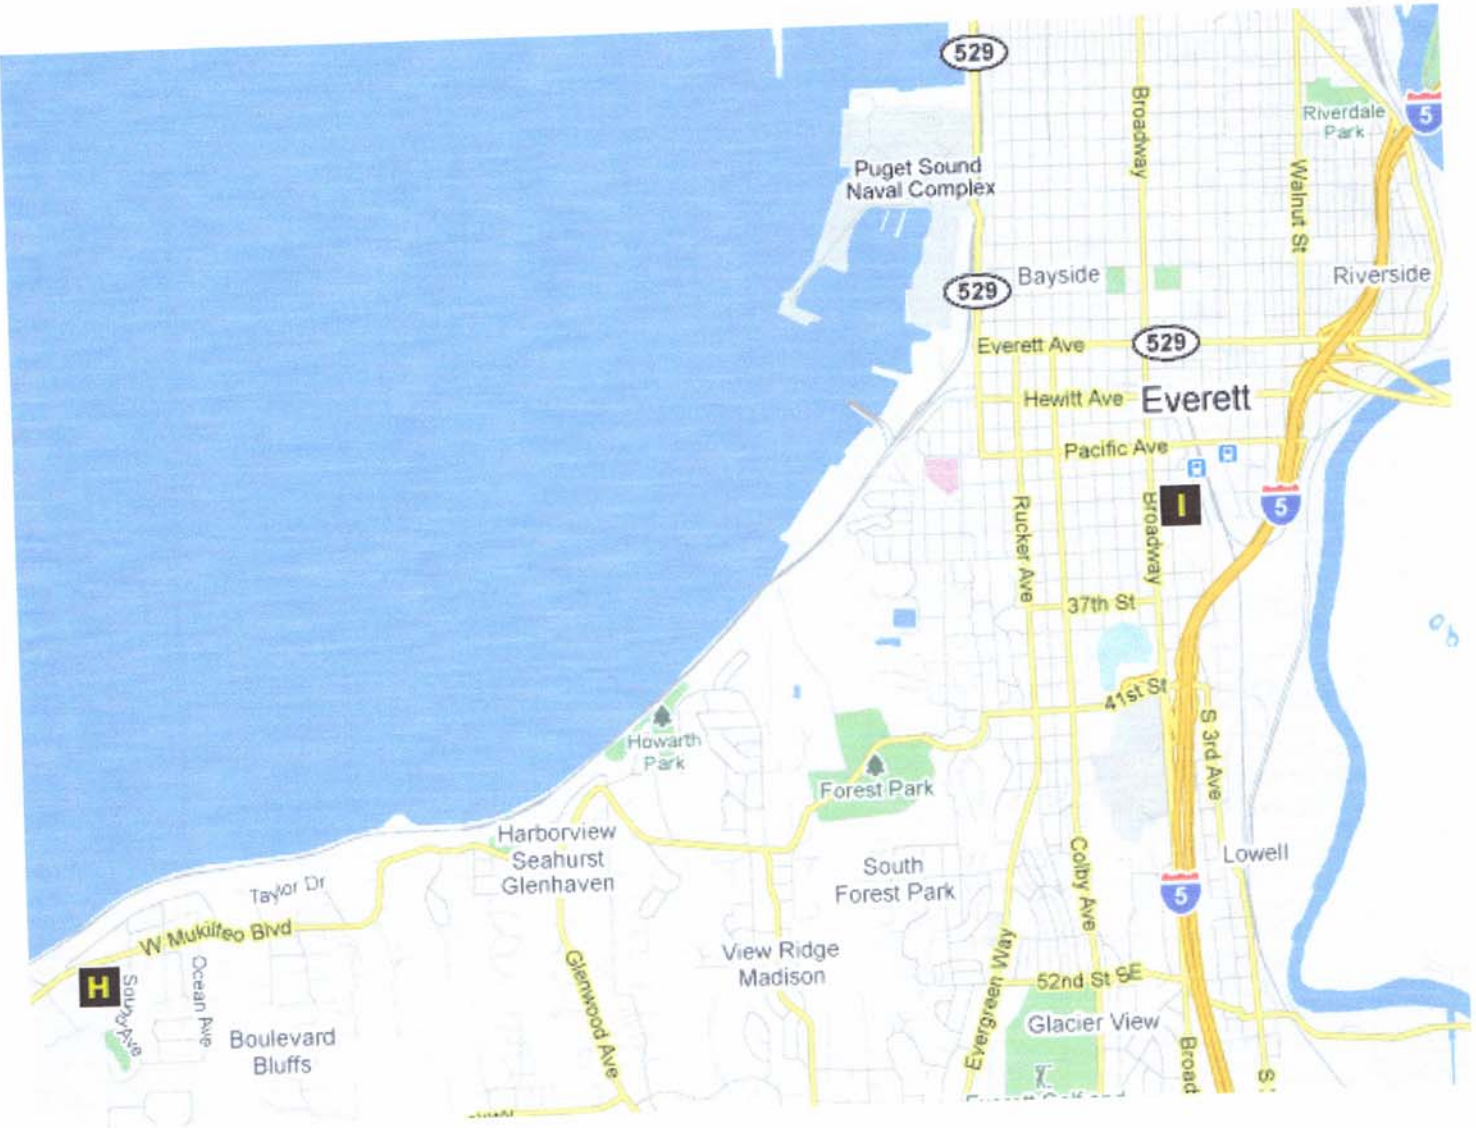 529
Broadway
5
Riverdale
Park
Puget Sound
Naval Complex
Walnut St
Bayside
Riverside
529
Everett Ave
529
Hewitt Ave
Everett
Pacific Ave
I
5
Rucker Ave
Broadway
37th St
41st St
Howarth
Park
S 3rd Ave
Forest Park
Harborview
Seahurst
Glenhaven
Colby Ave
Lowell
South
Forest Park
Taylor Dr
5
W Mukilteo Blvd
View Ridge
Madison
Glenwood Ave
Evergreen Way
52nd St SE
H
Ocean Ave
Boulevard
Bluffs
Glacier View
Broad
S